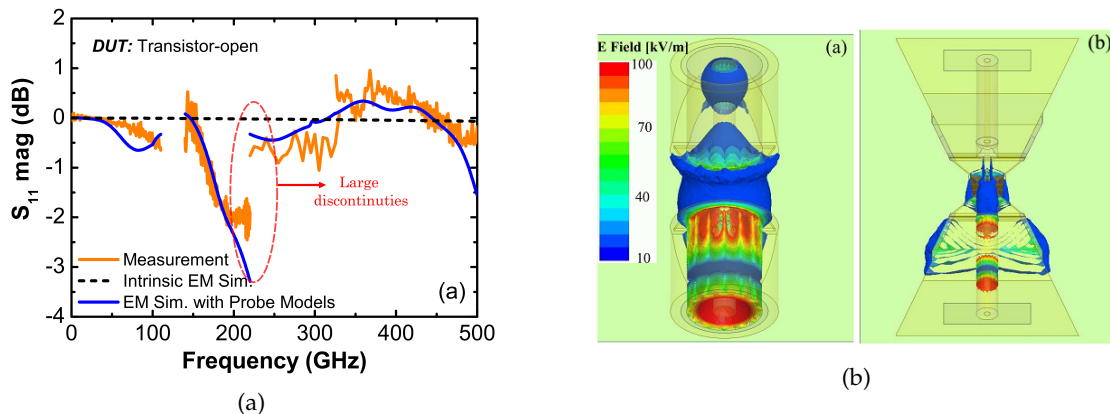 2
1
0
-1
-2
-3
-4
S11 mag (dB)
DUT: Transistor-open
Large
discontinuties
Measurement
Intrinsic EM Sim.
EM Sim. with Probe Models
(a)
0 100 200 300 400 500
Frequency (GHz)
(a)
E Field [kV/m]
100
70
40
10
(a)
(b)
(b)